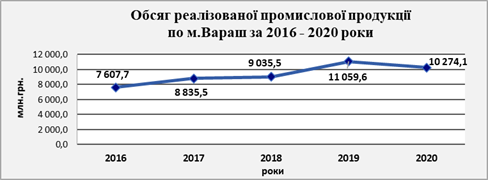 Обсяг реалізованої промислової продукції
по м.Вараш за 2016 - 2020 роки
млн.грн.
12 000,0
10 000,0
8 000,0
6 000,0
4 000,0
2 000,0
0,0
7 607,7
8 835,5
9 035,5
11 059,6
10 274,1
2016 2017 2018 2019 2020
роки